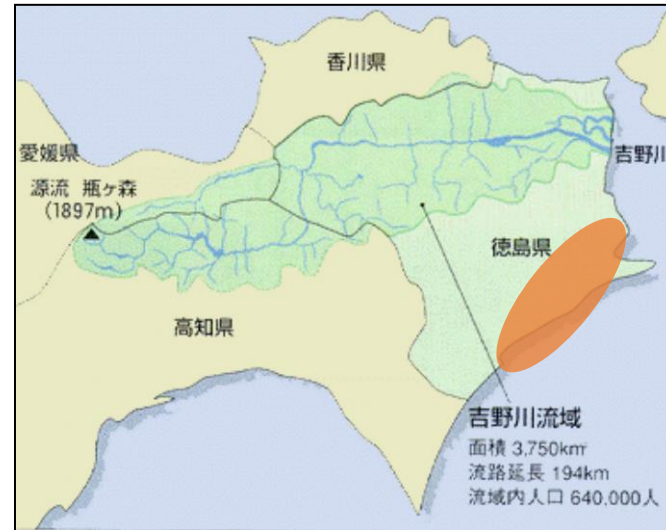 香川県
愛媛県
源流 瓶ヶ森
(1897m)
吉野川
徳島県
高知県
吉野川流域
面積 3,750km²
流路延長 194km
流域内人口 640,000人